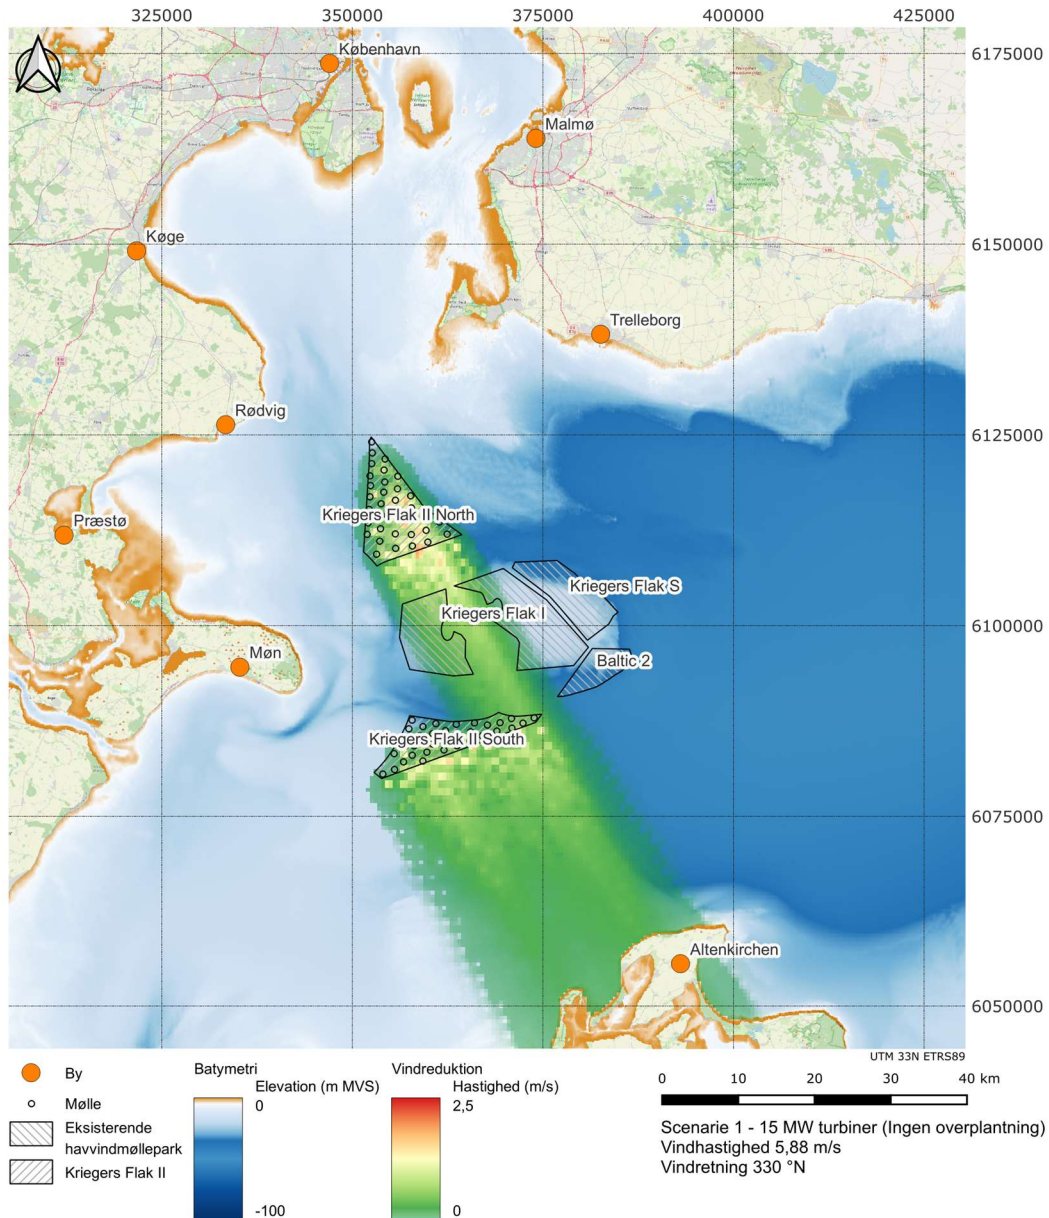 325000 350000 375000 400000 425000
6175000
København
Malmø
6150000
Køge
Trelleborg
Rødvig
6125000
Kriegers Flak II North
Præstø
Kriegers Flak S
Kriegers Flak I
6100000
Møn
Baltic 2
Kriegers Flak II South
6075000
Altenkirchen
6050000
UTM 33N ETRS89
By
Mølle
Eksisterende
havvindmøllepark
Kriegers Flak II
Batymetri
Elevation (m MVS)
0
-100
Vindreduktion
Hastighed (m/s)
2,5
0
0 10 20 30 40 km
Scenarie 1 - 15 MW turbiner (Ingen overplantning)
Vindhastighed 5,88 m/s
Vindretning 330 °N